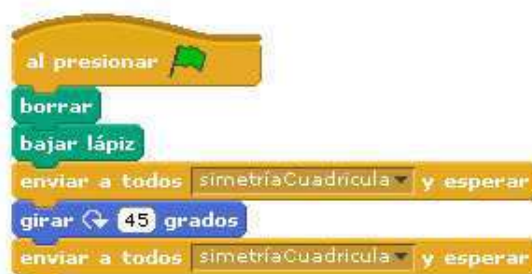 al presionar
borrar
bajar lápiz
enviar a todos simetríaCuadricula y esperar
girar 45 grados
enviar a todos simetríaCuadricula y esperar